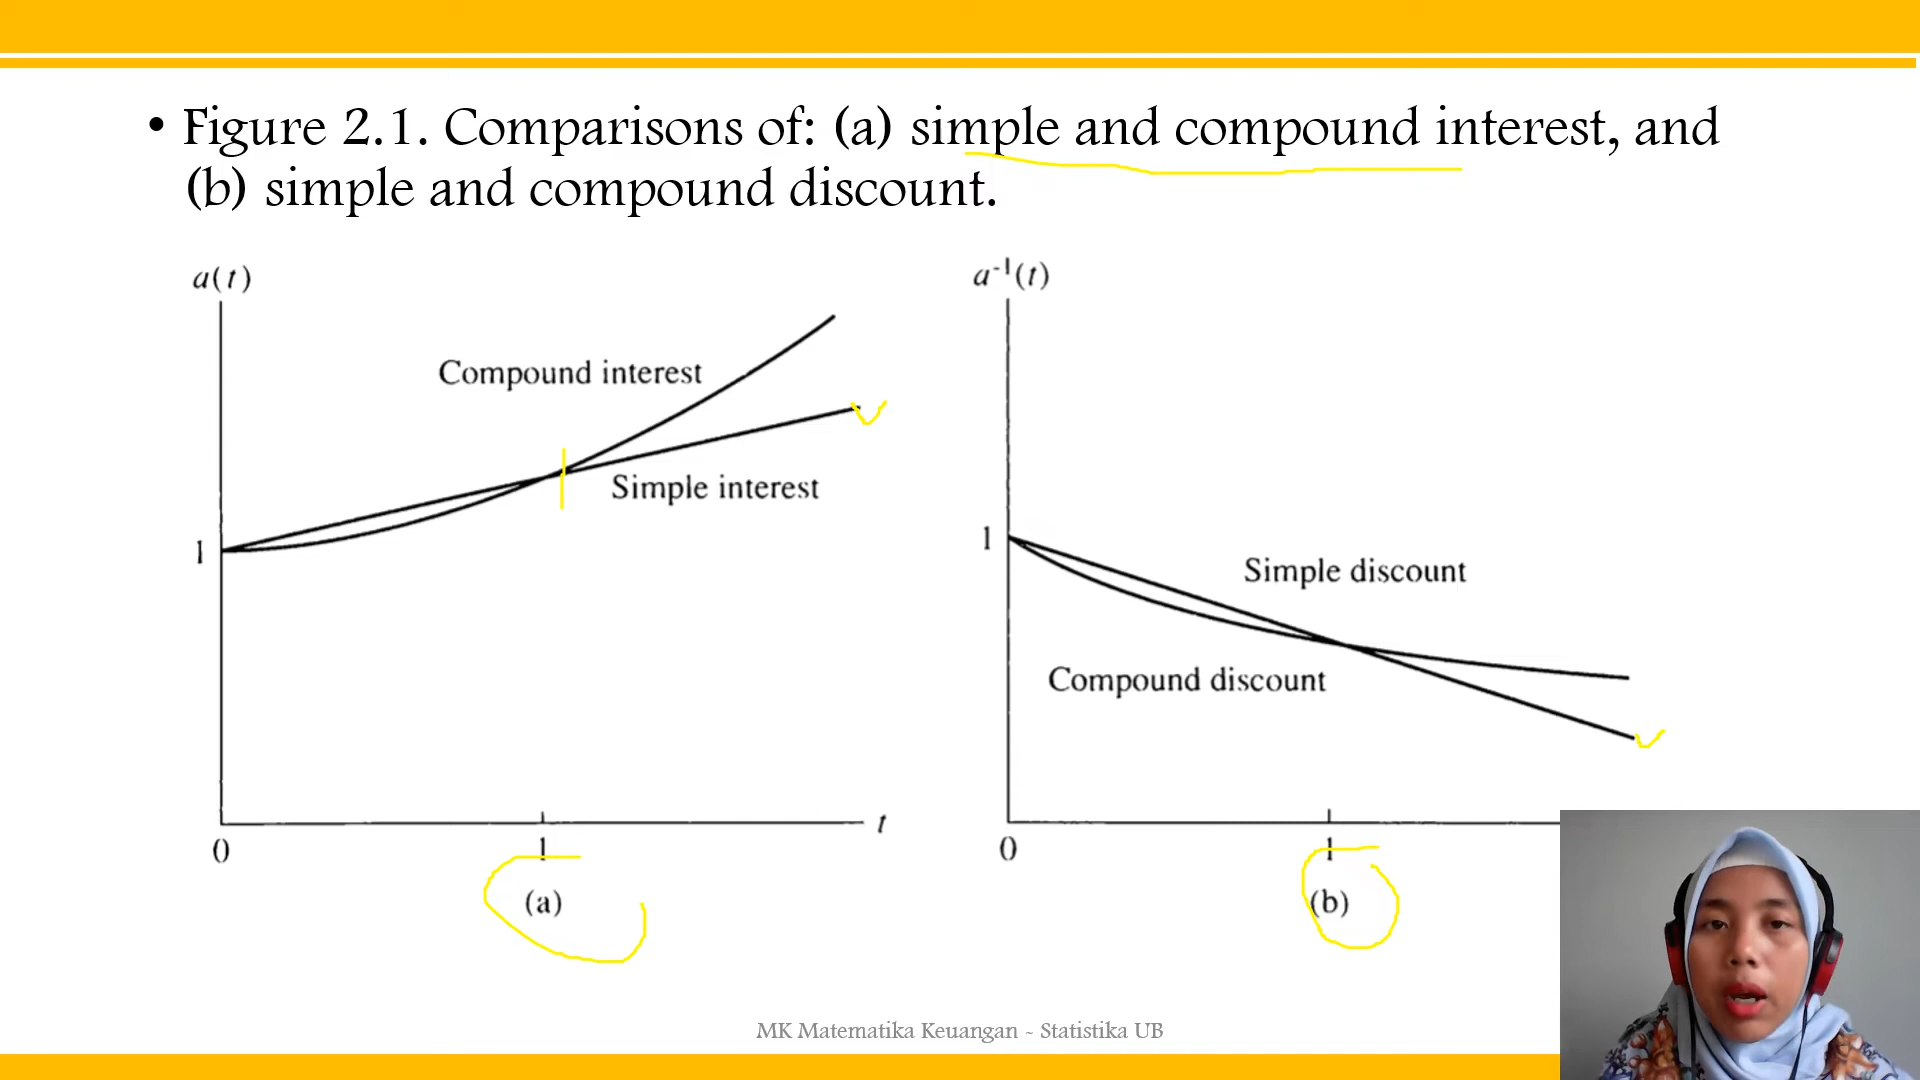 • Figure 2.1. Comparisons of: (a) simple and compound interest, and
(b) simple and compound discount.
a(t)
Compound interest
Simple interest
1
t
0
1
(a)
a⁻¹(t)
1
Simple discount
Compound discount
0
1
(b)
MK Matematika Keuangan - Statistika UB